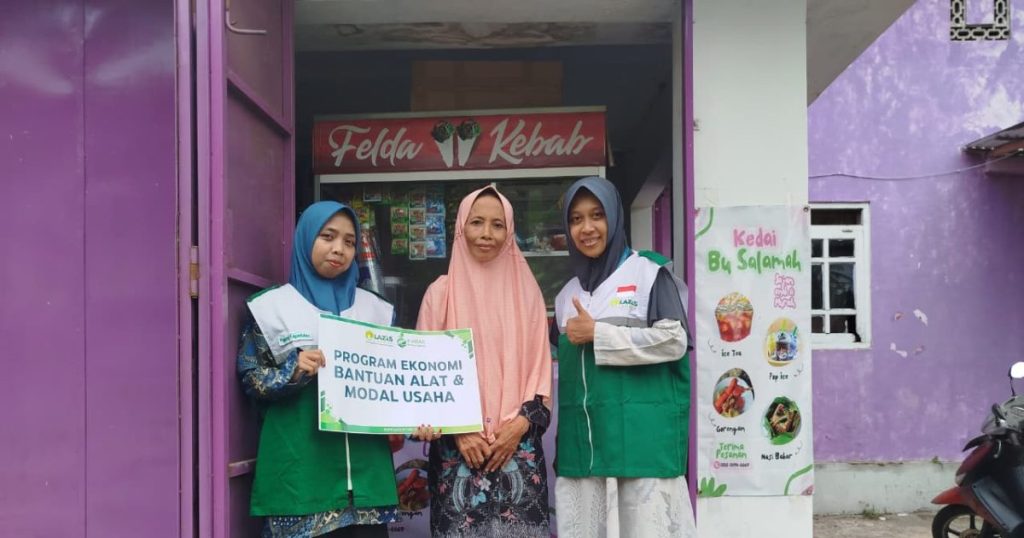 Felda Kebab
LAZiS
PROGRAM EKONOMI
BANTUAN ALAT &
MODAL USAHA
LAZiS
Kedai
Bu Salamah
Ice Tea
Pop ice
Gorengan
Nasi Bakar
Terima
Pesanan